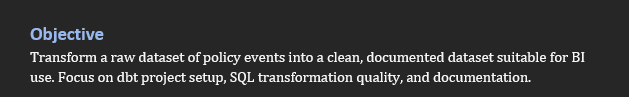 Objective
Transform a raw dataset of policy events into a clean, documented dataset suitable for BI
use. Focus on dbt project setup, SQL transformation quality, and documentation.